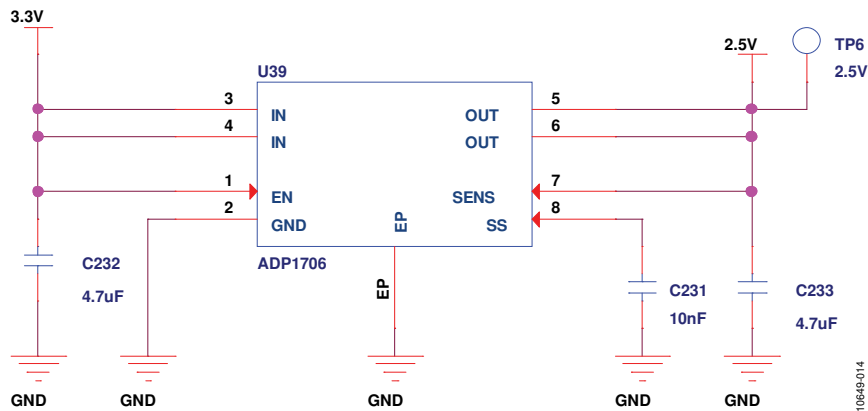 3.3V
2.5V
TP6
2.5V
U39
3
IN
OUT
5
4
IN
OUT
6
1
EN
SENS
7
2
GND
EP
SS
8
ADP1706
C232
4.7uF
EP
C231
10nF
C233
4.7uF
GND
GND
GND
GND
GND
10649-014